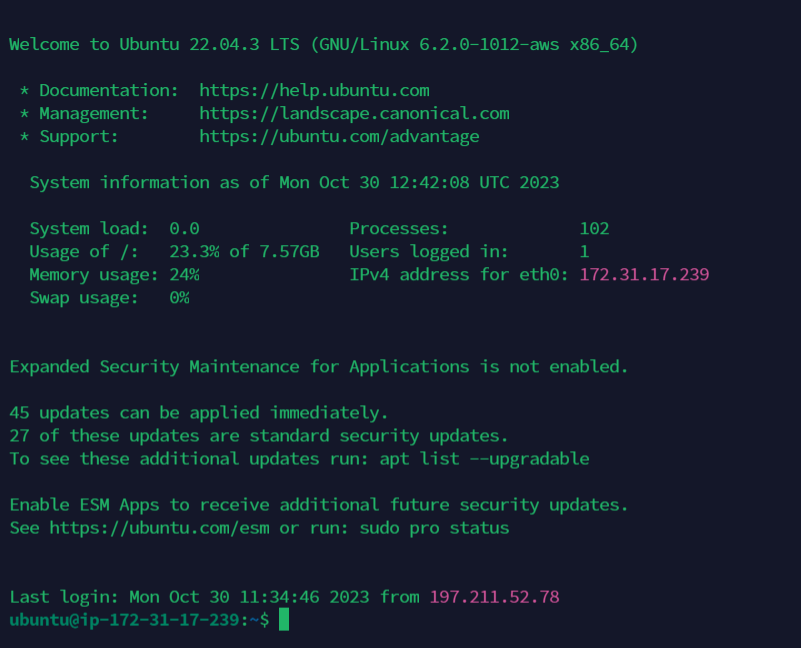 Welcome to Ubuntu 22.04.3 LTS (GNU/Linux 6.2.0-1012-aws x86_64)
* Documentation: https://help.ubuntu.com
* Management: https://landscape.canonical.com
* Support: https://ubuntu.com/advantage
System information as of Mon Oct 30 12:42:08 UTC 2023
System load: 0.0 Processes: 102
Usage of /: 23.3% of 7.57GB Users logged in: 1
Memory usage: 24% IPv4 address for eth0: 172.31.17.239
Swap usage: 0%
Expanded Security Maintenance for Applications is not enabled.
45 updates can be applied immediately.
27 of these updates are standard security updates.
To see these additional updates run: apt list --upgradable
Enable ESM Apps to receive additional future security updates.
See https://ubuntu.com/esm or run: sudo pro status
Last login: Mon Oct 30 11:34:46 2023 from 197.211.52.78
ubuntu@ip-172-31-17-239:~$